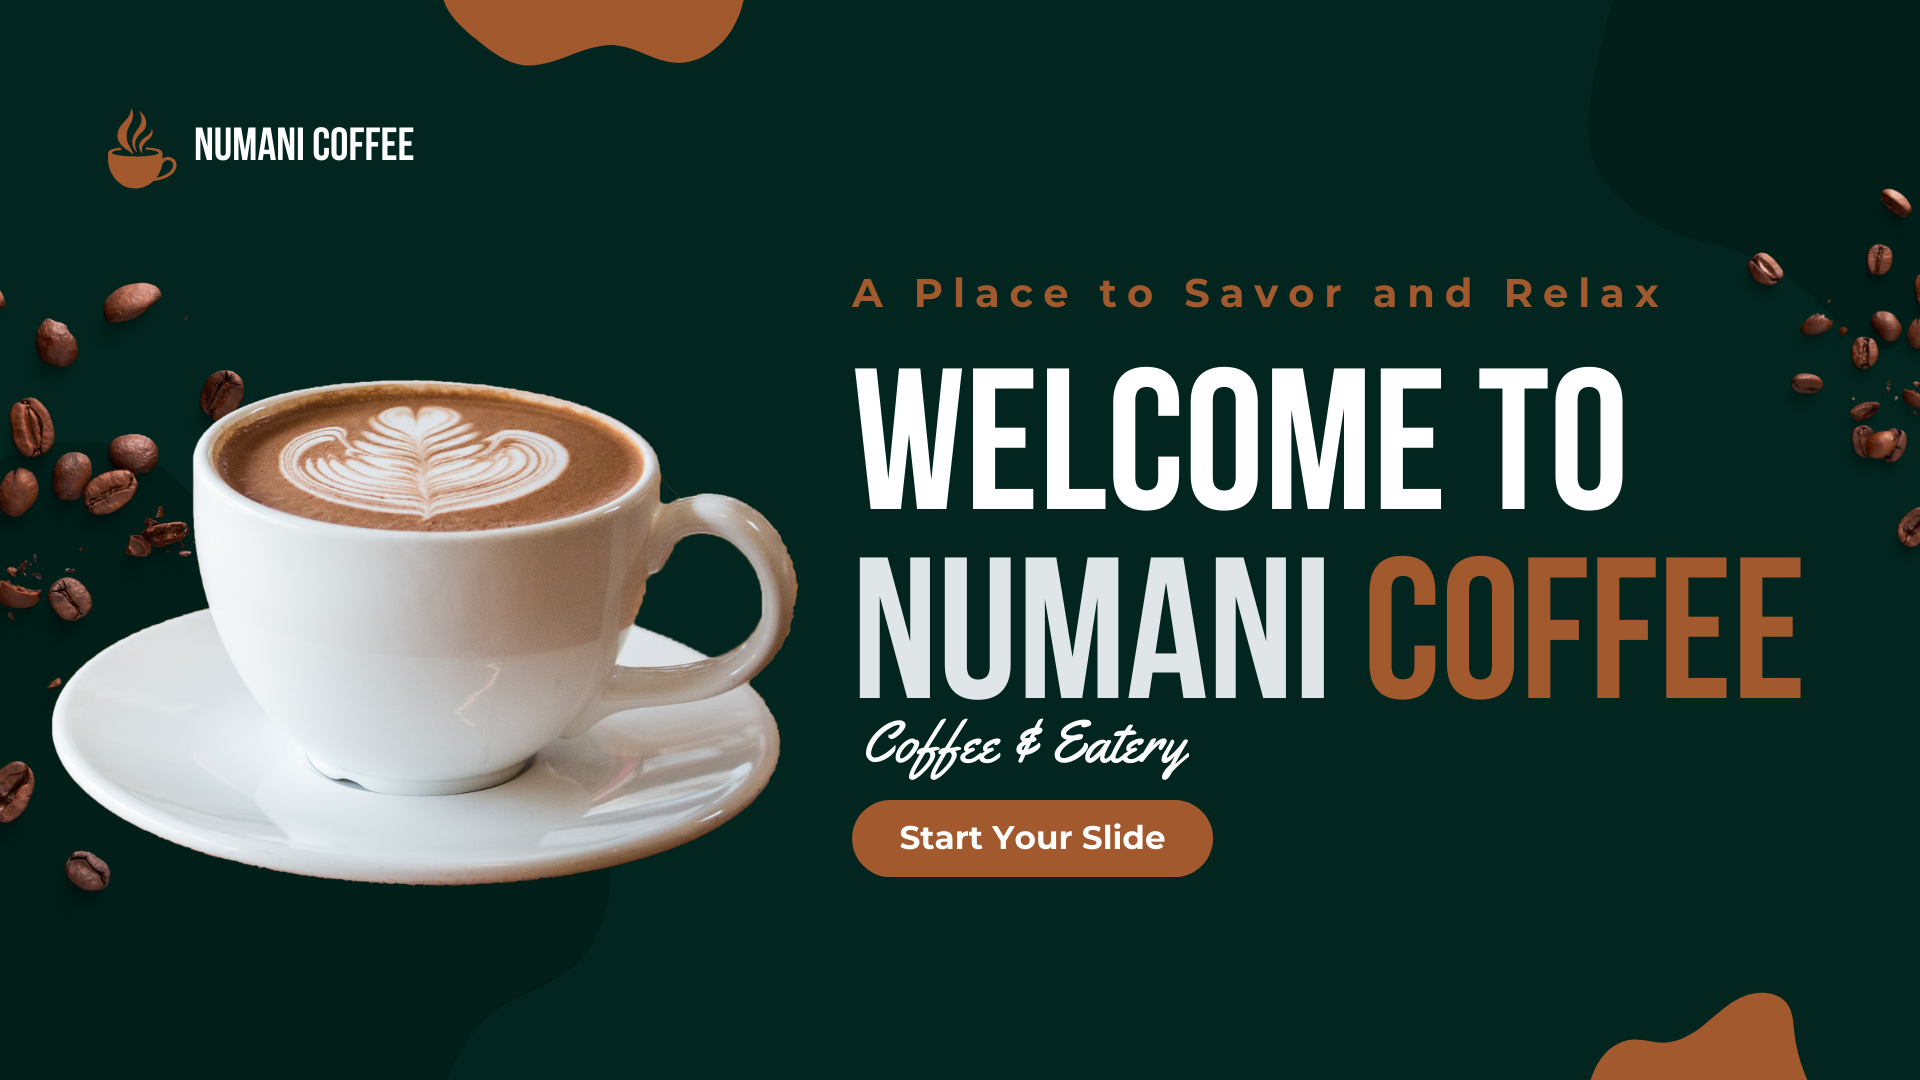 NUMANI COFFEE
A Place to Savor and Relax
WELCOME TO
NUMANI COFFEE
Coffee & Eatery
Start Your Slide